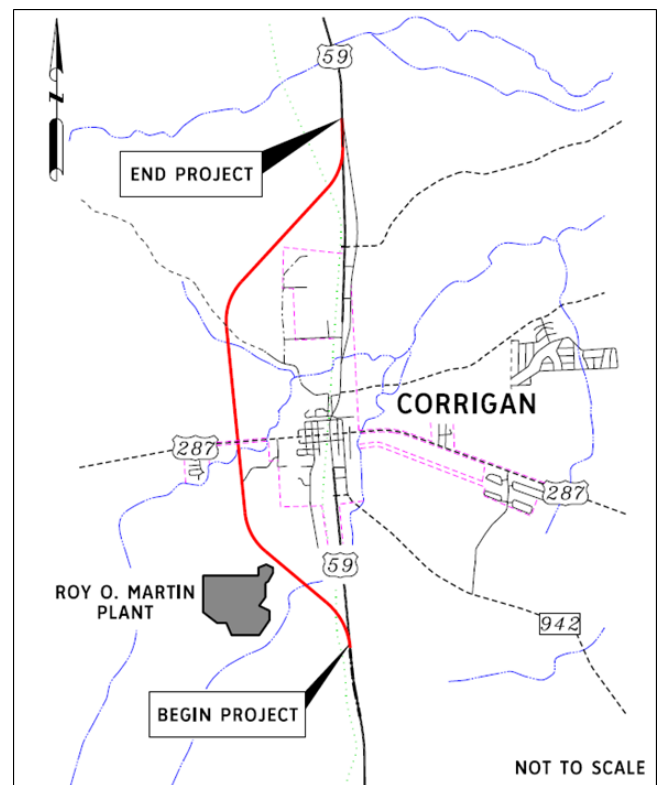 59
N
END PROJECT
CORRIGAN
287
287
59
ROY O. MARTIN
PLANT
942
BEGIN PROJECT
NOT TO SCALE